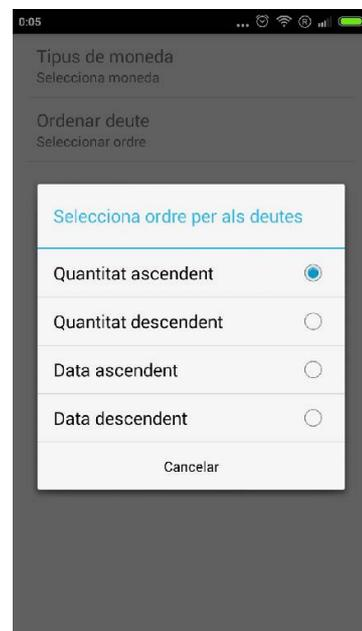 0:05
... ®
Tipus de moneda
Selecciona moneda
Ordenar deute
Seleccionar ordre
Selecciona ordre per als deutes
Quantitat ascendent
Quantitat descendent
Data ascendent
Data descendent
Cancelar